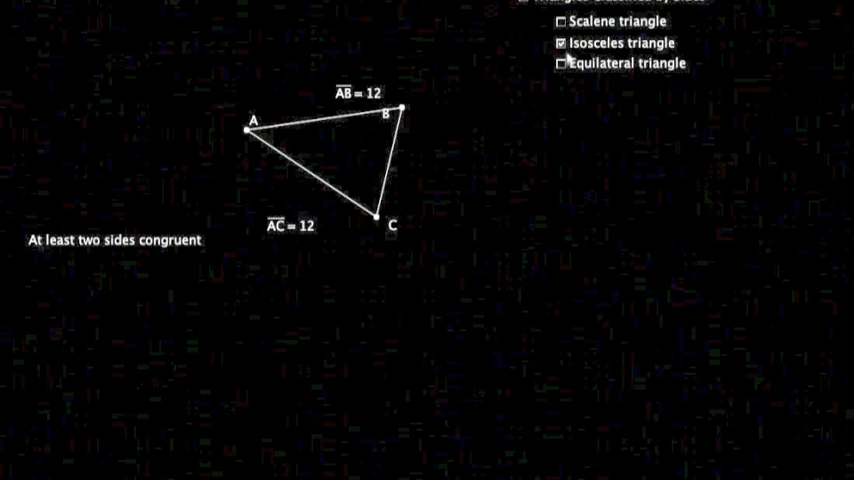 Scalene triangle
Isosceles triangle
Equilateral triangle
AB = 12
A
B
AC = 12
C
At least two sides congruent